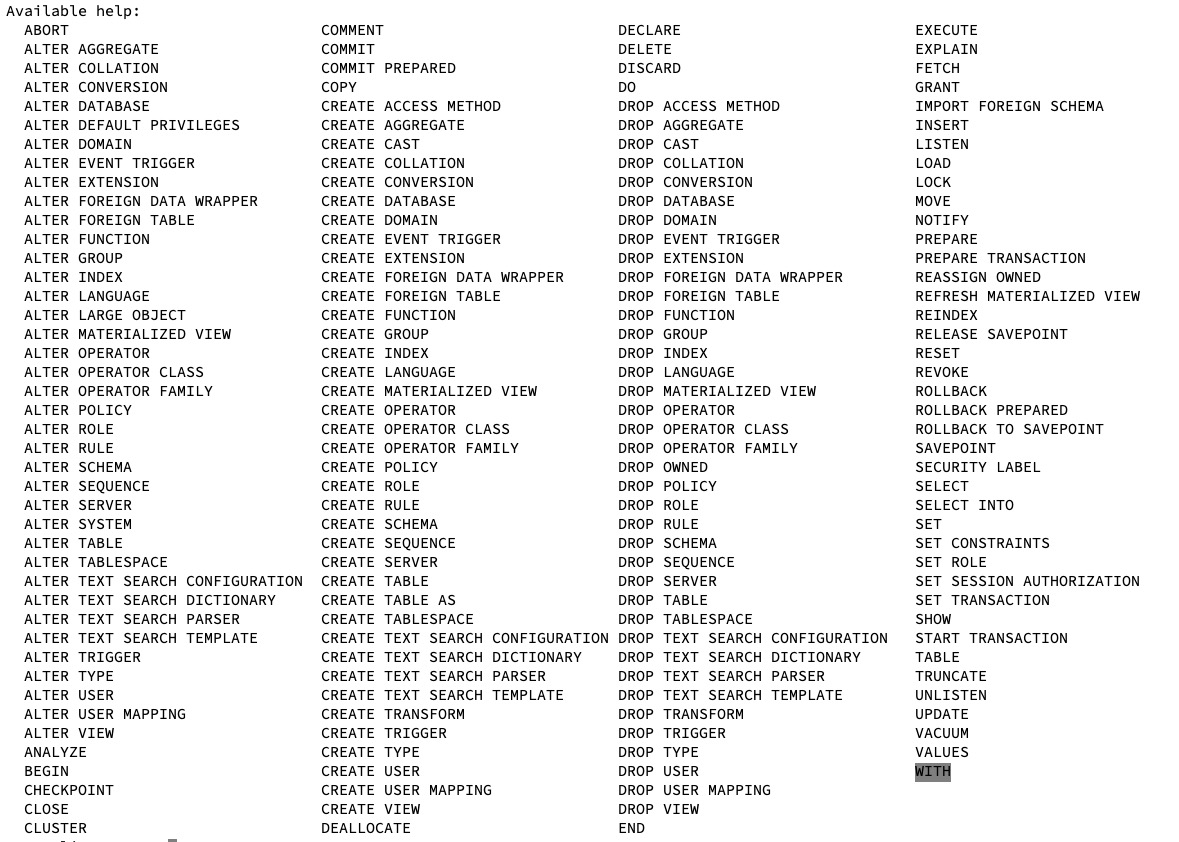 Available help:
ABORT COMMENT DECLARE EXECUTE
ALTER AGGREGATE COMMIT DELETE EXPLAIN
ALTER COLLATION COMMIT PREPARED DISCARD FETCH
ALTER CONVERSION COPY DO GRANT
ALTER DATABASE CREATE ACCESS METHOD DROP ACCESS METHOD IMPORT FOREIGN SCHEMA
ALTER DEFAULT PRIVILEGES CREATE AGGREGATE DROP AGGREGATE INSERT
ALTER DOMAIN CREATE CAST DROP CAST LISTEN
ALTER EVENT TRIGGER CREATE COLLATION DROP COLLATION LOAD
ALTER EXTENSION CREATE CONVERSION DROP CONVERSION LOCK
ALTER FOREIGN DATA WRAPPER CREATE DATABASE DROP DATABASE MOVE
ALTER FOREIGN TABLE CREATE DOMAIN DROP DOMAIN NOTIFY
ALTER FUNCTION CREATE EVENT TRIGGER DROP EVENT TRIGGER PREPARE
ALTER GROUP CREATE EXTENSION DROP EXTENSION PREPARE TRANSACTION
ALTER INDEX CREATE FOREIGN DATA WRAPPER DROP FOREIGN DATA WRAPPER REASSIGN OWNED
ALTER LANGUAGE CREATE FOREIGN TABLE DROP FOREIGN TABLE REFRESH MATERIALIZED VIEW
ALTER LARGE OBJECT CREATE FUNCTION DROP FUNCTION REINDEX
ALTER MATERIALIZED VIEW CREATE GROUP DROP GROUP RELEASE SAVEPOINT
ALTER OPERATOR CREATE INDEX DROP INDEX RESET
ALTER OPERATOR CLASS CREATE LANGUAGE DROP LANGUAGE REVOKE
ALTER OPERATOR FAMILY CREATE MATERIALIZED VIEW DROP MATERIALIZED VIEW ROLLBACK
ALTER POLICY CREATE OPERATOR DROP OPERATOR ROLLBACK PREPARED
ALTER ROLE CREATE OPERATOR CLASS DROP OPERATOR CLASS ROLLBACK TO SAVEPOINT
ALTER RULE CREATE OPERATOR FAMILY DROP OPERATOR FAMILY SAVEPOINT
ALTER SCHEMA CREATE POLICY DROP OWNED SECURITY LABEL
ALTER SEQUENCE CREATE ROLE DROP POLICY SELECT
ALTER SERVER CREATE RULE DROP ROLE SELECT INTO
ALTER SYSTEM CREATE SCHEMA DROP RULE SET
ALTER TABLE CREATE SEQUENCE DROP SCHEMA SET CONSTRAINTS
ALTER TABLESPACE CREATE SERVER DROP SEQUENCE SET ROLE
ALTER TEXT SEARCH CONFIGURATION CREATE TABLE DROP SERVER SET SESSION AUTHORIZATION
ALTER TEXT SEARCH DICTIONARY CREATE TABLE AS DROP TABLE SET TRANSACTION
ALTER TEXT SEARCH PARSER CREATE TABLESPACE DROP TABLESPACE SHOW
ALTER TEXT SEARCH TEMPLATE CREATE TEXT SEARCH CONFIGURATION DROP TEXT SEARCH CONFIGURATION START TRANSACTION
ALTER TRIGGER CREATE TEXT SEARCH DICTIONARY DROP TEXT SEARCH DICTIONARY TABLE
ALTER TYPE CREATE TEXT SEARCH PARSER DROP TEXT SEARCH PARSER TRUNCATE
ALTER USER CREATE TEXT SEARCH TEMPLATE DROP TEXT SEARCH TEMPLATE UNLISTEN
ALTER USER MAPPING CREATE TRANSFORM DROP TRANSFORM UPDATE
ALTER VIEW CREATE TRIGGER DROP TRIGGER VACUUM
ANALYZE CREATE TYPE DROP TYPE VALUES
BEGIN CREATE USER DROP USER WITH
CHECKPOINT CREATE USER MAPPING DROP USER MAPPING
CLOSE CREATE VIEW DROP VIEW
CLUSTER DEALLOCATE END